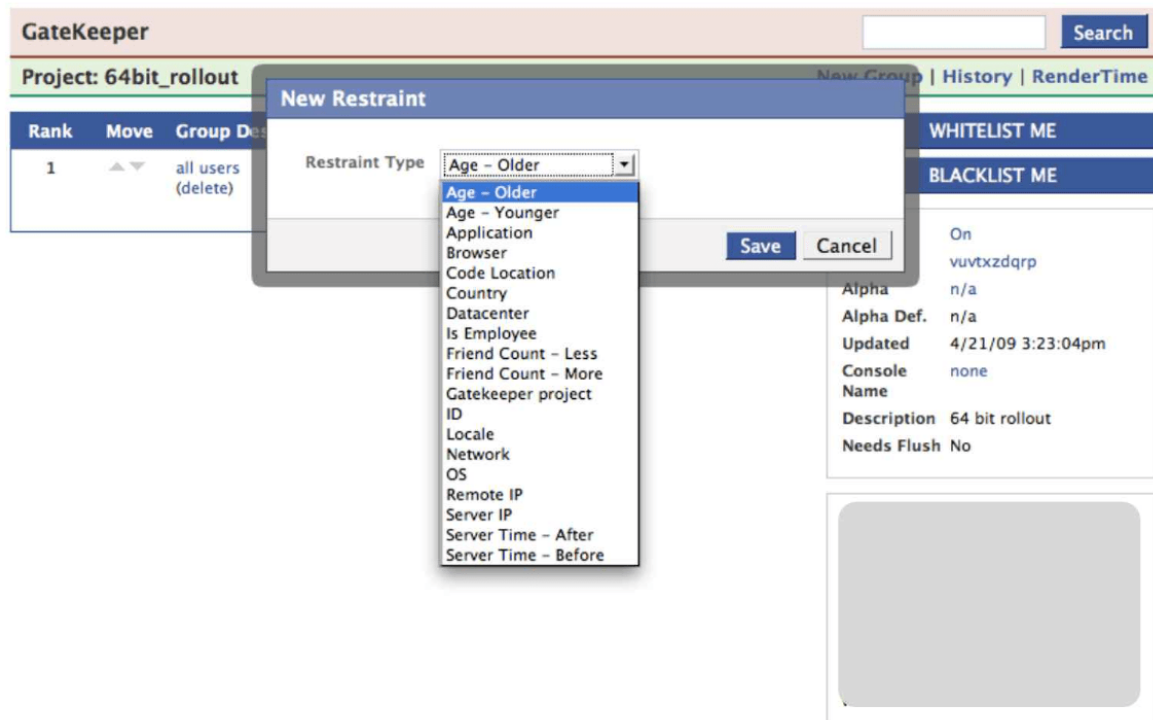 GateKeeper
Search
Project: 64bit_rollout
New Group | History | RenderTime
New Restraint
Rank Move Group Des
WHITELIST ME
1 all users
(delete)
Restraint Type Age – Older
BLACKLIST ME
Age – Older
Age – Younger
Application
Browser
Code Location
Country
Datacenter
Is Employee
Friend Count – Less
Friend Count – More
Gatekeeper project
ID
Locale
Network
OS
Remote IP
Server IP
Server Time – After
Server Time – Before
Save Cancel
On
vuvtxzdqrp
Alpha n/a
Alpha Def. n/a
Updated 4/21/09 3:23:04pm
Console none
Name
Description 64 bit rollout
Needs Flush No